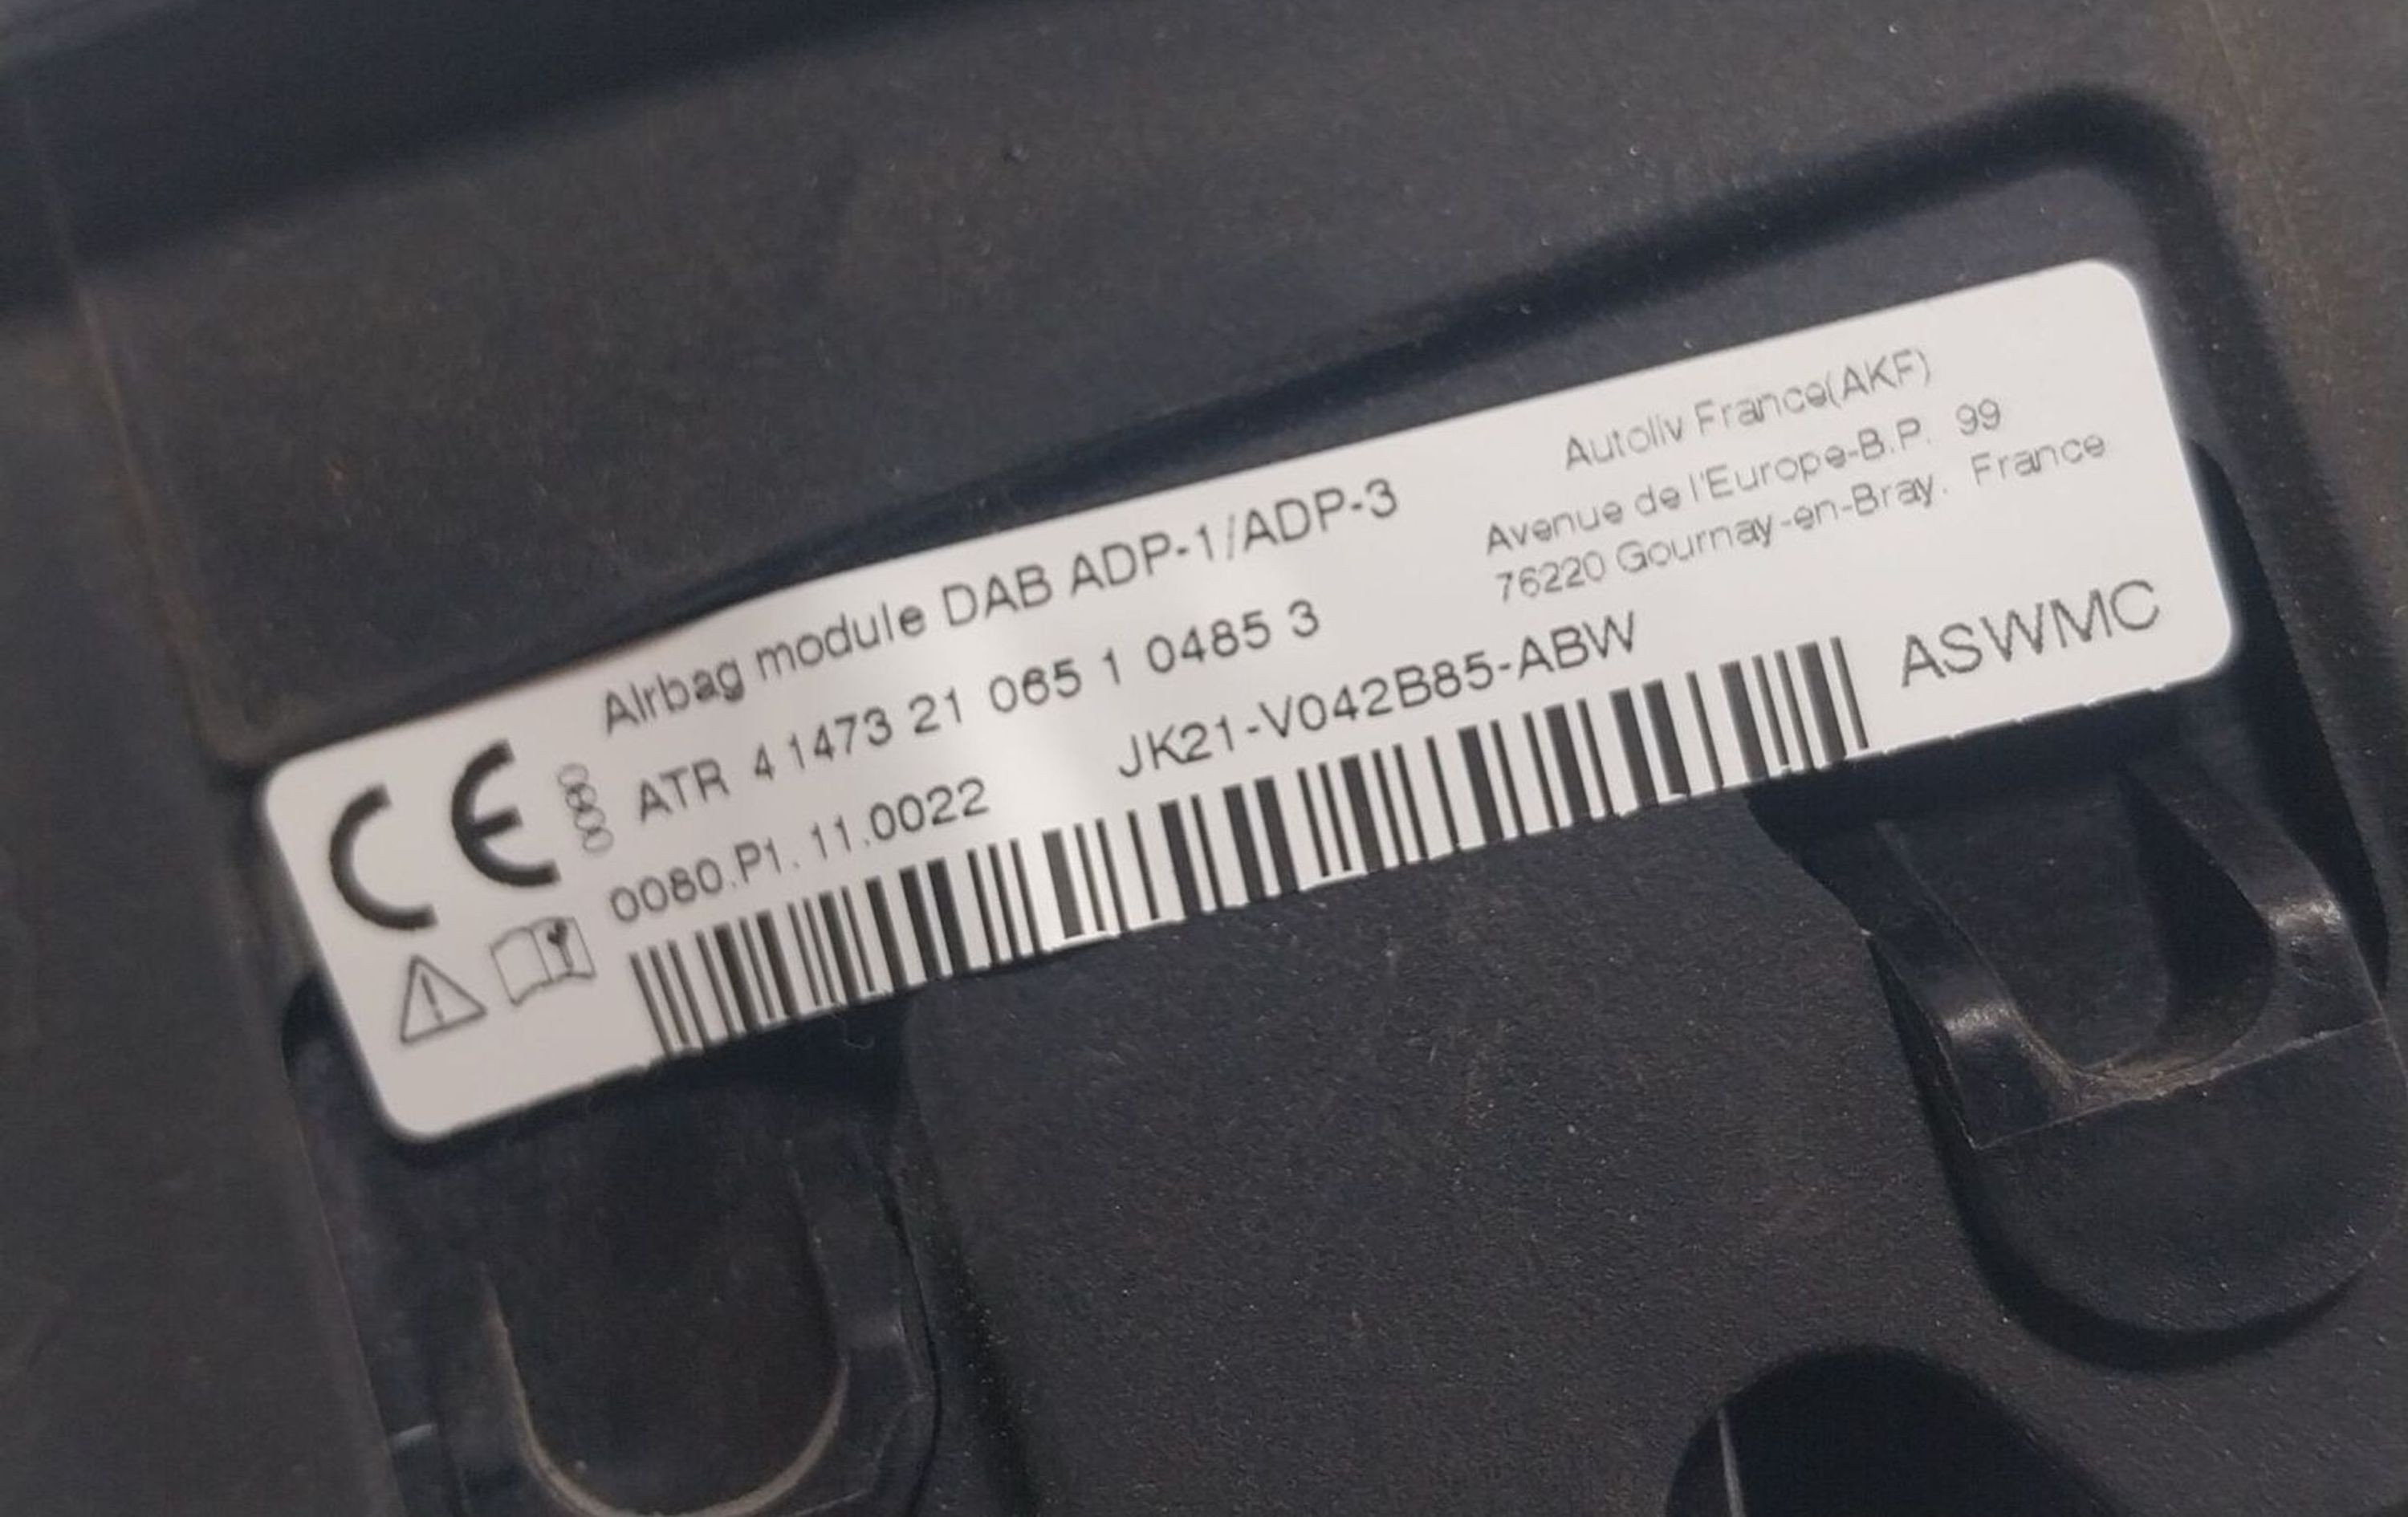 Airbag module DAB ADP-1/ADP-3
ATR 4 1473 21 065 1 0485 3
0080.P1.11.0022
JK21-V042B85-ABW
Autoliv France(AKF)
Avenue de l'Europe-B.P. 99
76220 Gournay-en-Bray. France
ASWMC
CE